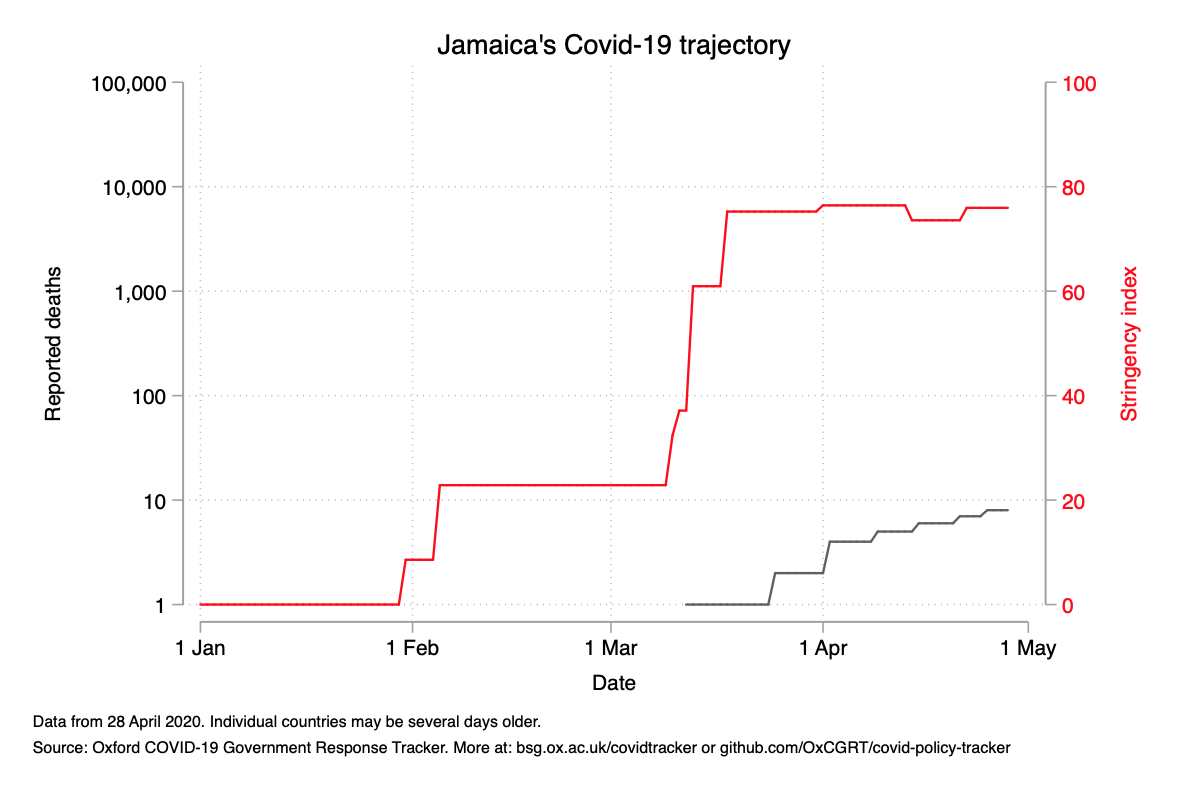 Jamaica's Covid-19 trajectory
100,000
10,000
1,000
100
10
1
Reported deaths
100
80
60
40
20
0
Stringency index
1 Jan 1 Feb 1 Mar 1 Apr 1 May
Date
Data from 28 April 2020. Individual countries may be several days older.
Source: Oxford COVID-19 Government Response Tracker. More at: bsg.ox.ac.uk/covidtracker or github.com/OxCGRT/covid-policy-tracker